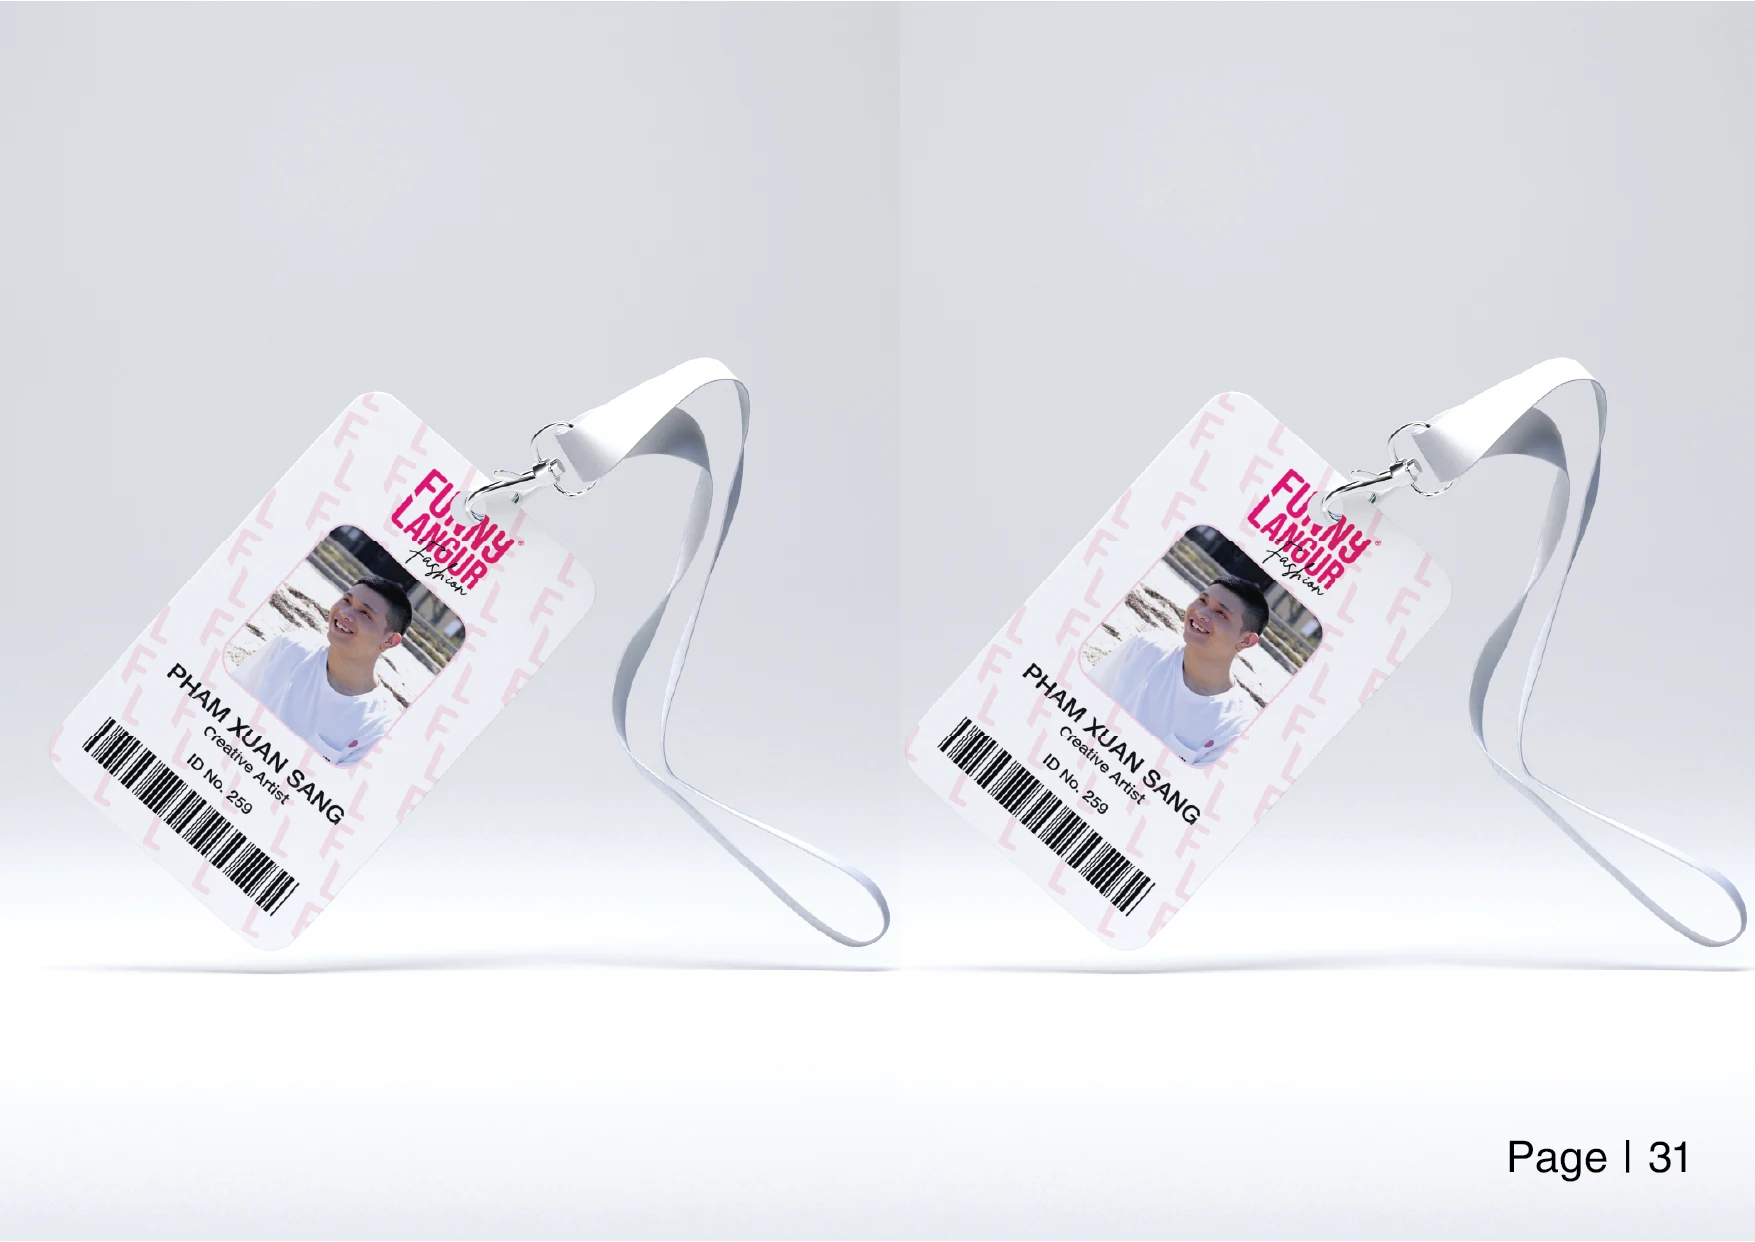 FUNNY
LANGUR
®
Fashion
PHAM XUAN SANG
Creative Artist
ID No. 259
FUNNY
LANGUR
®
Fashion
PHAM XUAN SANG
Creative Artist
ID No. 259
Page | 31